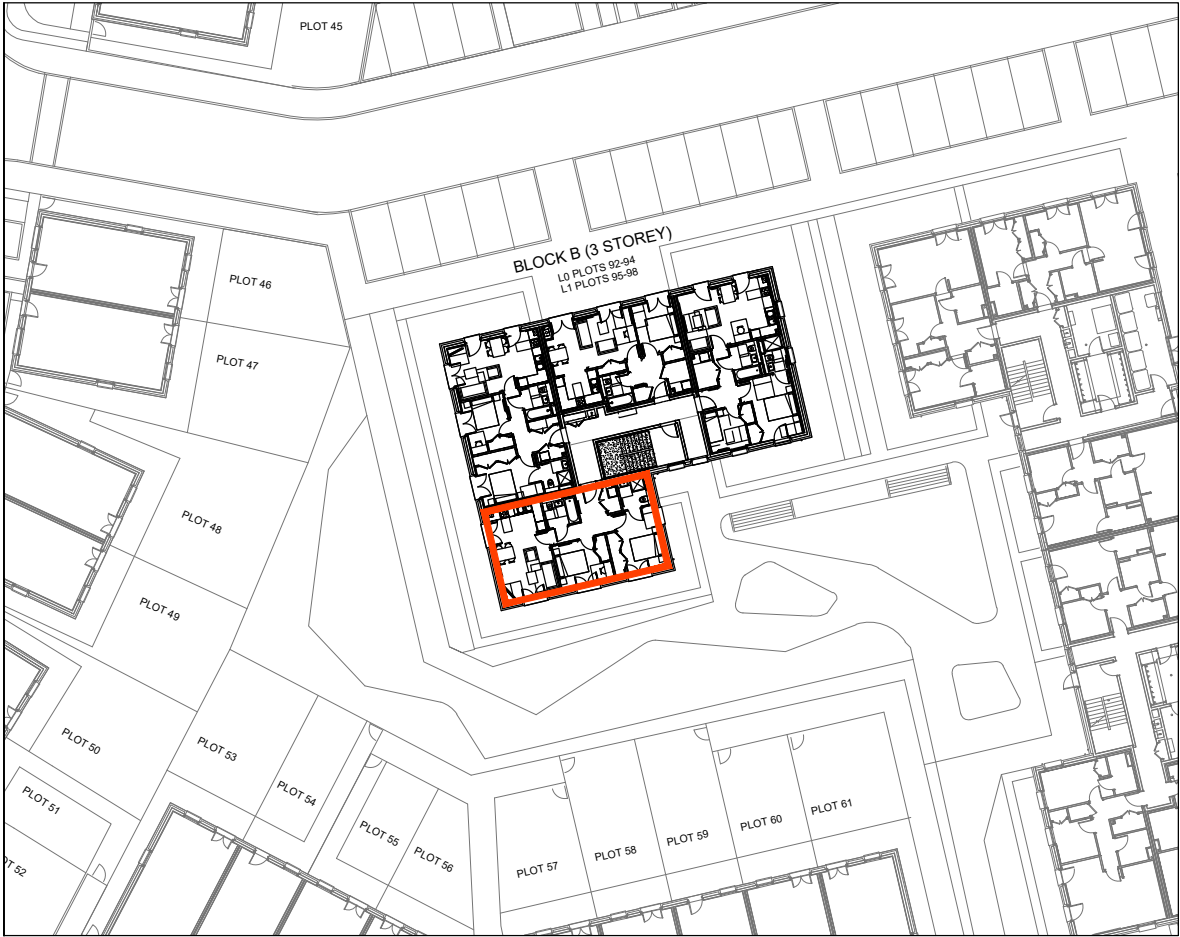 PLOT 45
BLOCK B (3 STOREY)
L0 PLOTS 92-94
L1 PLOTS 95-98
PLOT 46
PLOT 47
PLOT 48
PLOT 49
PLOT 50
PLOT 51
PLOT 53
PLOT 54
PLOT 55
PLOT 56
PLOT 57
PLOT 58
PLOT 59
PLOT 60
PLOT 61
OT 52